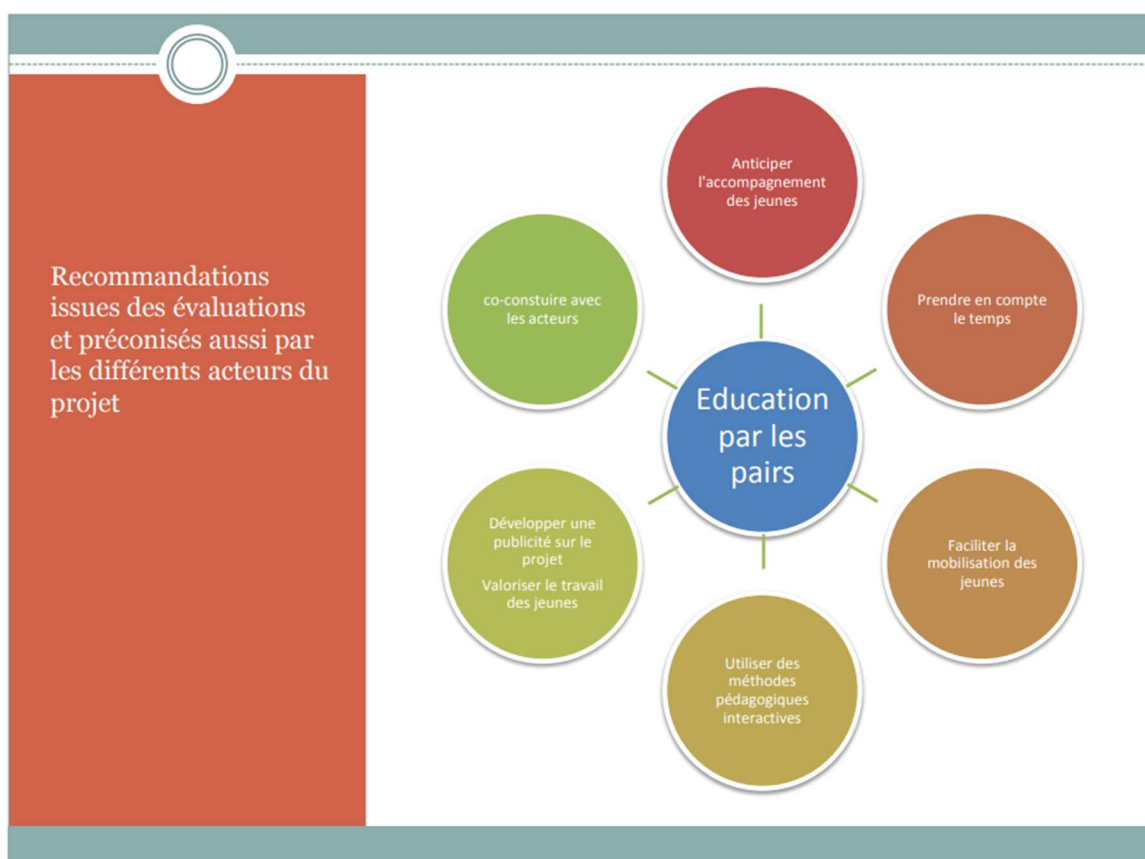 Recommandations
issues des évaluations
et préconisés aussi par
les différents acteurs du
projet
Anticiper
l'accompagnement
des jeunes
Prendre en compte
le temps
Faciliter la
mobilisation des
jeunes
Utiliser des
méthodes
pédagogiques
interactives
Développer une
publicité sur le
projet
Valoriser le travail
des jeunes
co-constuire avec
les acteurs
Education
par les
pairs